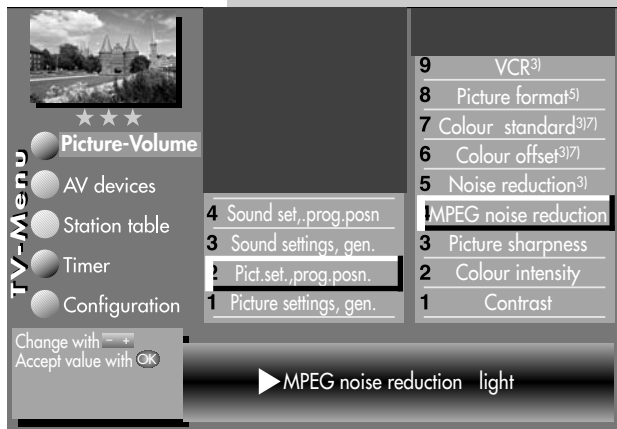 TV-Menu
Picture-Volume
AV devices
Station table
Timer
Configuration
4 Sound set,.prog.posn
3 Sound settings, gen.
2 Pict.set.,prog.posn.
1 Picture settings, gen.
9 VCR3)
8 Picture format5)
7 Colour standard3)7)
6 Colour offset3)7)
5 Noise reduction3)
MPEG noise reduction
3 Picture sharpness
2 Colour intensity
1 Contrast
Change with - +
Accept value with OK
MPEG noise reduction light